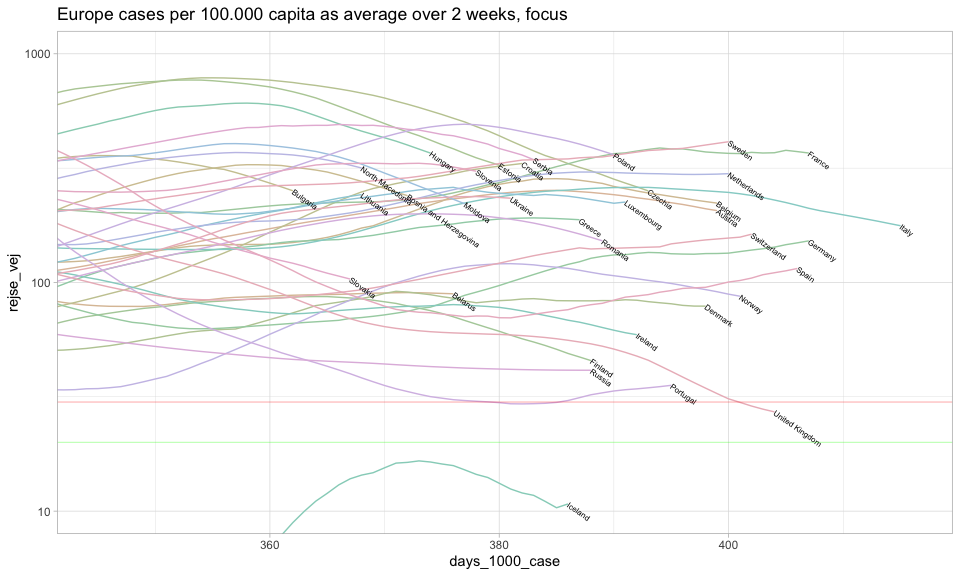 Europe cases per 100.000 capita as average over 2 weeks, focus
1000
Sweden
France
Poland
Hungary
Serbia
Croatia
Estonia
Slovenia
North Macedonia
Netherlands
Bulgaria
Lithuania
Bosnia and Herzegovina
Moldova
Ukraine
Czechia
Luxembourg
Belgium
Austria
Italy
Greece
Romania
Switzerland
Germany
100
Slovakia
Belarus
Spain
Norway
Denmark
Ireland
Finland
Russia
Portugal
United Kingdom
10
Iceland
rejse_vej
360
380
400
days_1000_case